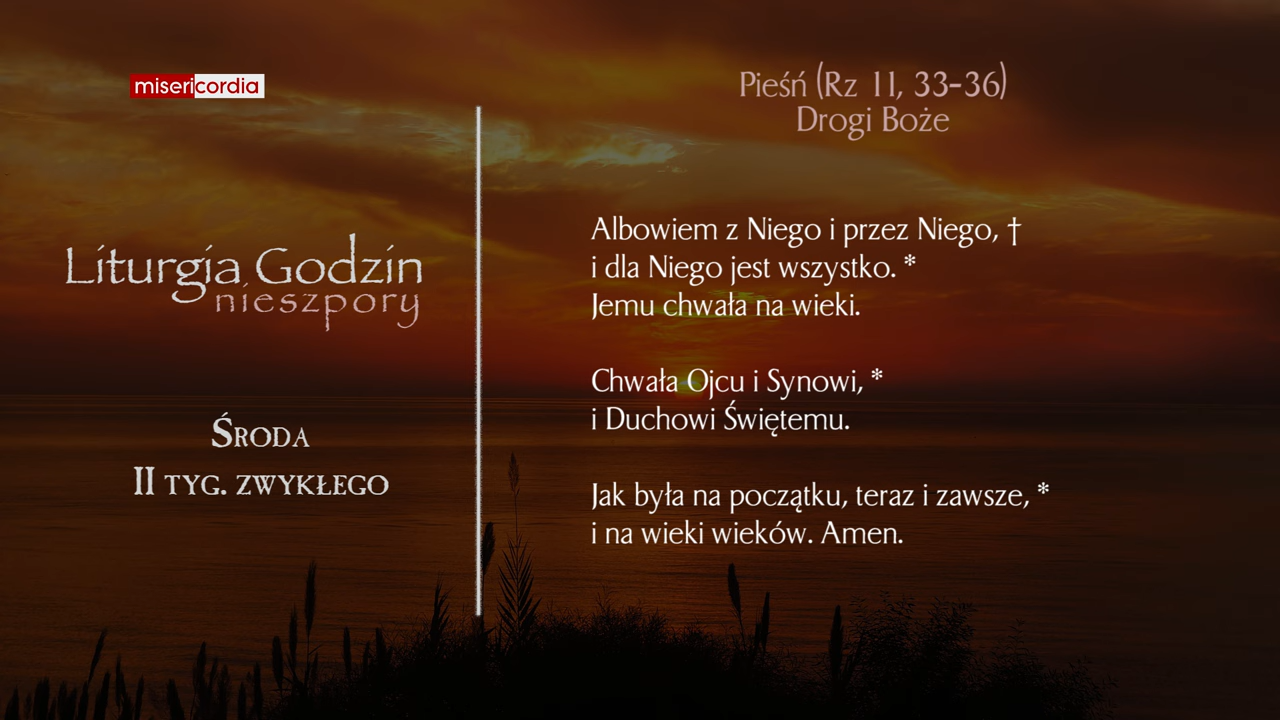 misericordia
Liturgia Godzin
nieszpory
Środa
II tyg. zwykłego
Pieśń (Rz 11, 33-36)
Drogi Boże
Albowiem z Niego i przez Niego, †
i dla Niego jest wszystko. *
Jemu chwała na wieki.
Chwała Ojcu i Synowi, *
i Duchowi Świętemu.
Jak była na początku, teraz i zawsze, *
i na wieki wieków. Amen.